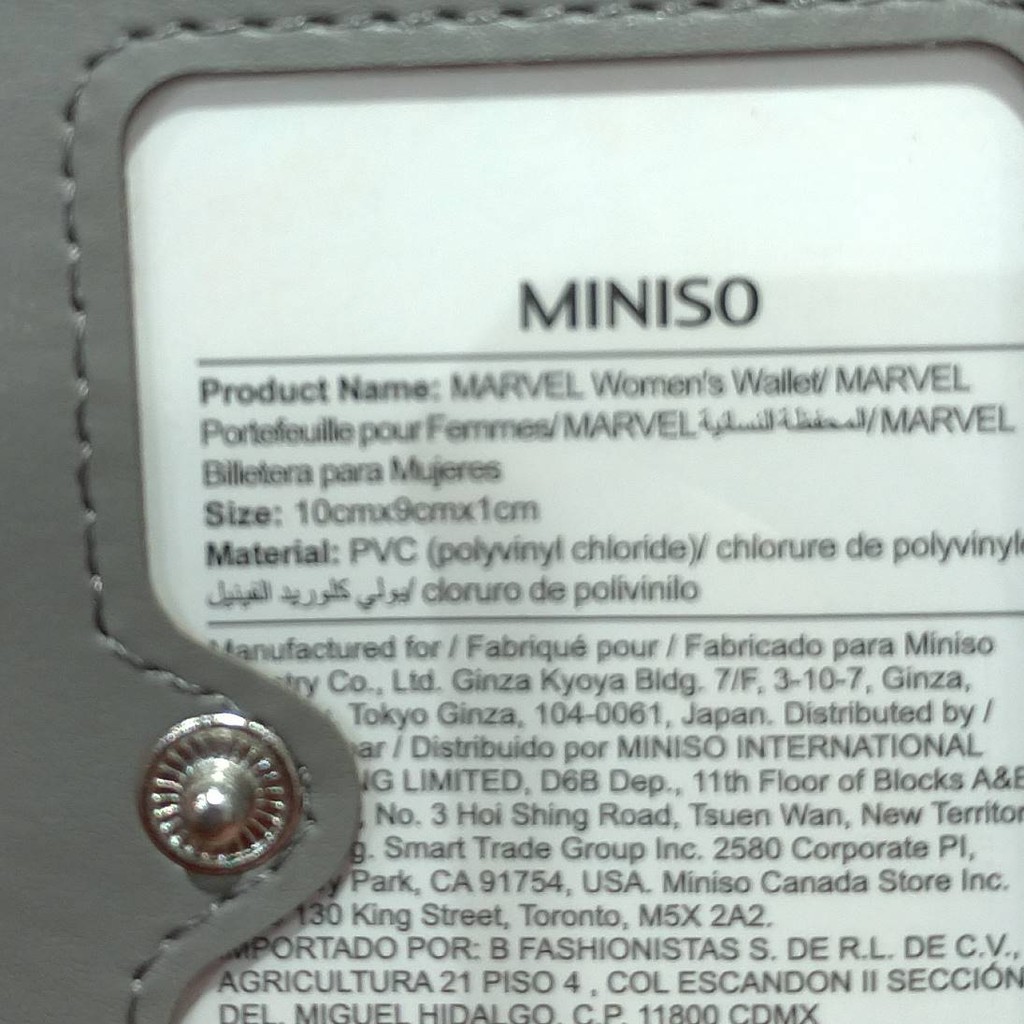 MINISO
Product Name: MARVEL Women's Wallet/ MARVEL
Portefeuille pour Femmes/ MARVEL المحفظة النسائية/ MARVEL
Billetera para Mujeres
Size: 10cmx9cmx1cm
Material: PVC (polyvinyl chloride)/ chlorure de polyvinyle
بولي كلوريد الفينيل/ cloruro de polivinilo
Manufactured for / Fabriqué pour / Fabricado para Miniso
Co., Ltd. Ginza Kyoya Bldg. 7/F, 3-10-7, Ginza,
Tokyo Ginza, 104-0061, Japan. Distributed by /
/ Distribuido por MINISO INTERNATIONAL
LIMITED, D6B Dep., 11th Floor of Blocks A&B
No. 3 Hoi Shing Road, Tsuen Wan, New
Smart Trade Group Inc. 2580 Corporate Pl,
Park, CA 91754, USA. Miniso Canada Store Inc.
130 King Street, Toronto, M5X 2A2.
IMPORTADO POR: B FASHIONISTAS S. DE R.L. DE C.V.,
AGRICULTURA 21 PISO 4 , COL ESCANDON II SECCIÓN
DEL. MIGUEL HIDALGO, C.P. 11800 CDMX